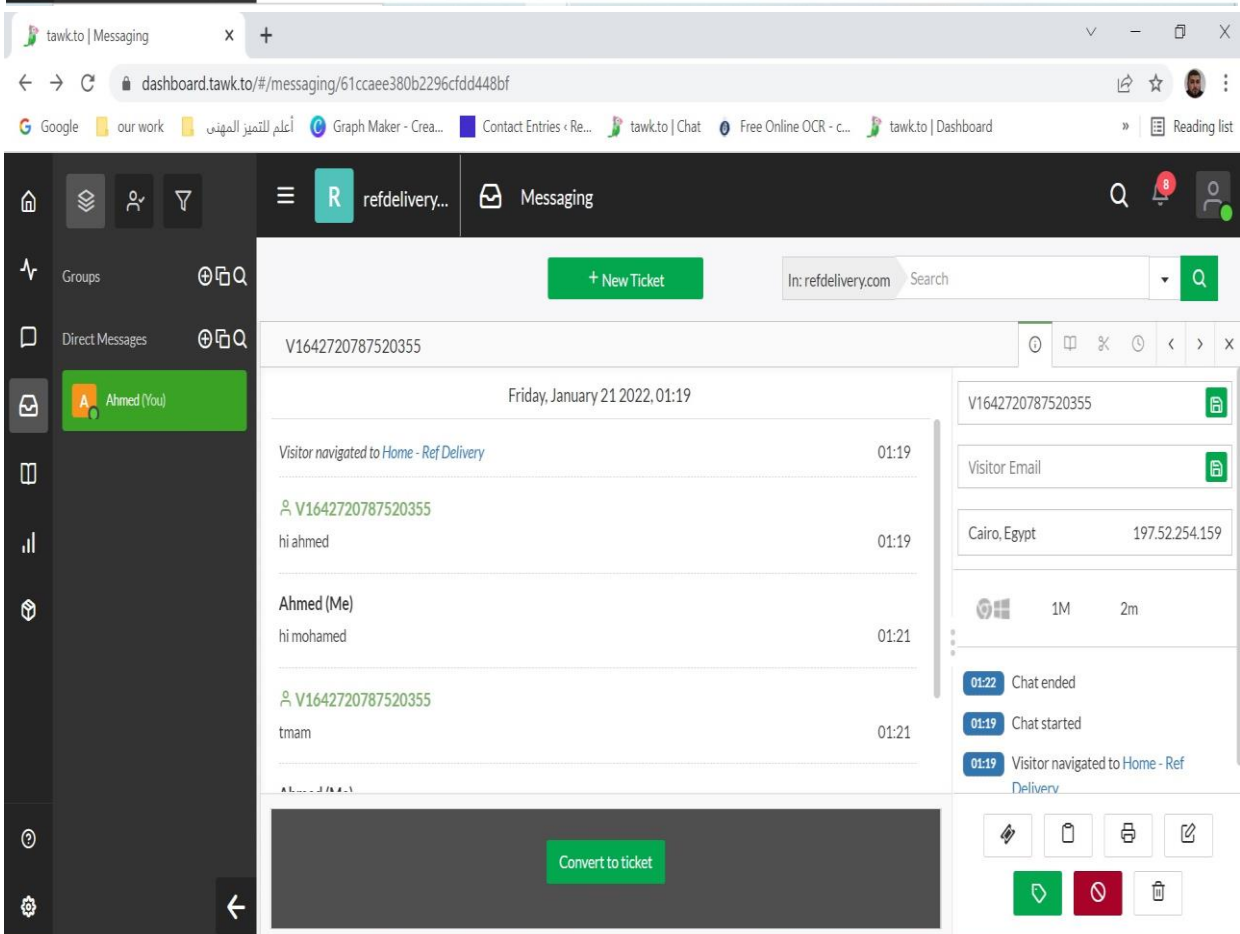 tawk.to | Messaging
dashboard.tawk.to/#/messaging/61ccaee380b2296cfdd448bf
Google
our work
أعلم للتميز المهنى
Graph Maker - Crea...
Contact Entries ‹ Re...
tawk.to | Chat
Free Online OCR - c...
tawk.to | Dashboard
»
Reading list
R
refdelivery...
Messaging
8
Groups
+ New Ticket
In: refdelivery.com
Search
Direct Messages
V1642720787520355
A
Ahmed (You)
Friday, January 21 2022, 01:19
Visitor navigated to Home - Ref Delivery 01:19
V1642720787520355
hi ahmed 01:19
Ahmed (Me)
hi mohamed 01:21
V1642720787520355
tmam 01:21
Ahmed (Me)
Convert to ticket
V1642720787520355
Visitor Email
Cairo, Egypt 197.52.254.159
1M 2m
01:22 Chat ended
01:19 Chat started
01:19 Visitor navigated to Home - Ref
Delivery